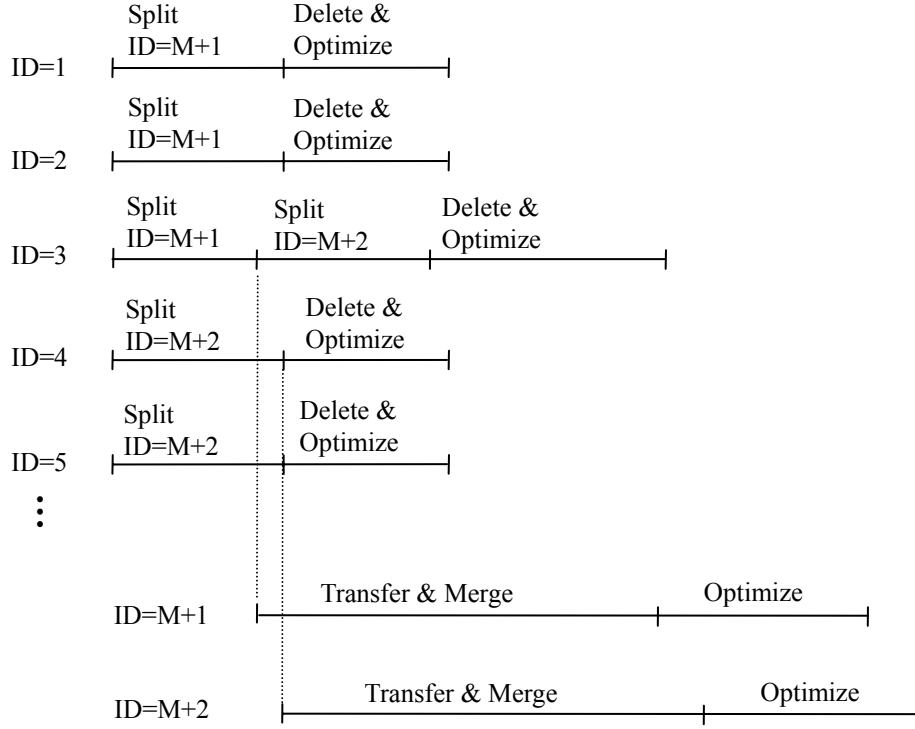 Split Delete &
ID=M+1 Optimize
ID=1
Split Delete &
ID=M+1 Optimize
ID=2
Split Split Delete &
ID=M+1 ID=M+2 Optimize
ID=3
Split Delete &
ID=M+2 Optimize
ID=4
Split Delete &
ID=M+2 Optimize
ID=5
Transfer & Merge Optimize
ID=M+1
Transfer & Merge Optimize
ID=M+2